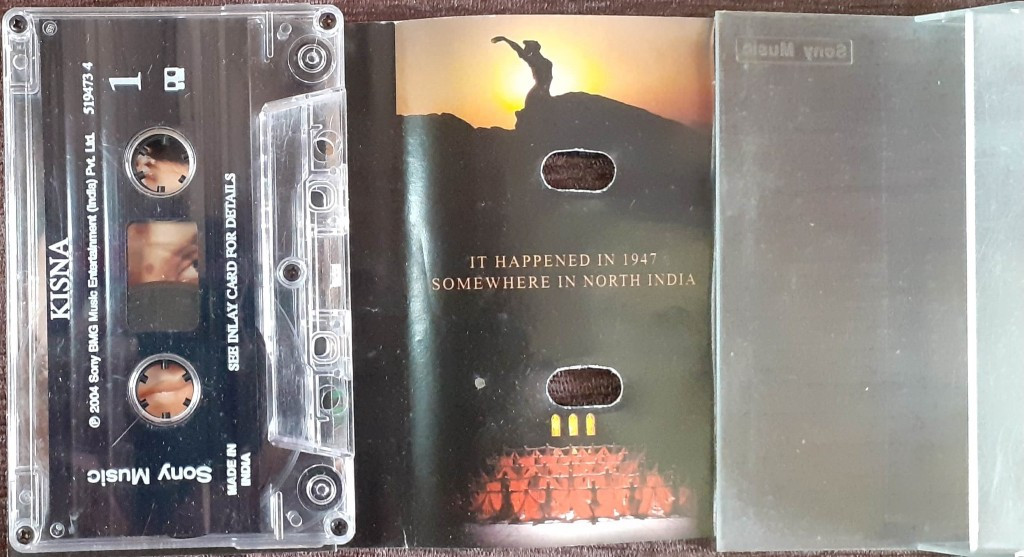 KISNA
℗ 2004 Sony BMG Music Entertainment (India) Pvt. Ltd. 519473 4
1
SEE INLAY CARD FOR DETAILS
Sony Music
MADE IN
INDIA
IT HAPPENED IN 1947
SOMEWHERE IN NORTH INDIA
Sony Music